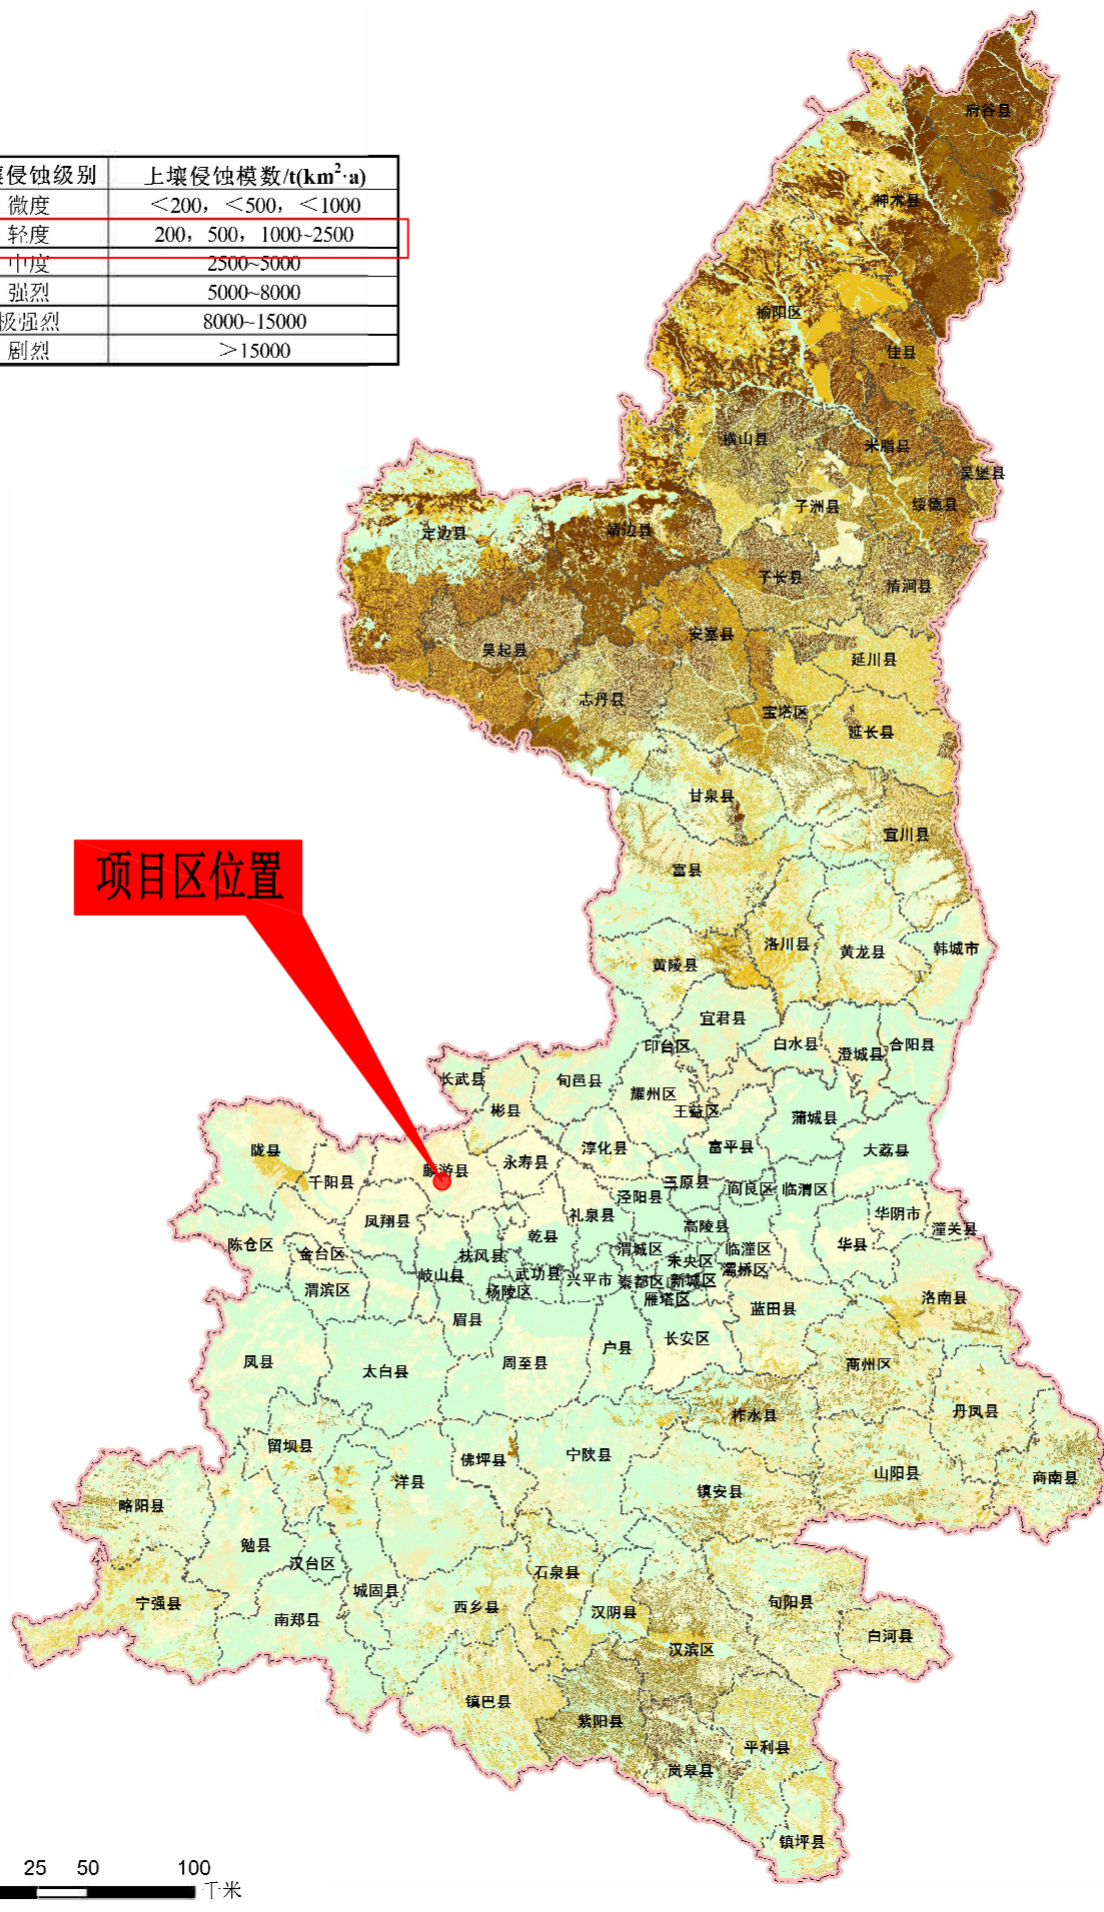 府谷县
壤侵蚀级别 上壤侵蚀模数/t(km²·a)
微度 <200，<500，<1000
轻度 200，500，1000~2500
中度 2500~5000
强烈 5000~8000
极强烈 8000~15000
剧烈 >15000
神木县
榆阳区
佳县
横山县
米脂县
吴堡县
子洲县
绥德县
定边县
靖边县
子长县
清涧县
安塞县
吴起县
延川县
志丹县
宝塔区
延长县
甘泉县
宜川县
项目区位置
富县
洛川县
黄龙县
韩城市
黄陵县
宜君县
印台区
白水县
澄城县
合阳县
长武县
旬邑县
彬县
耀州区
王益区
蒲城县
陇县
麟游县
永寿县
淳化县
富平县
大荔县
千阳县
三原县
阎良区
临渭区
泾阳县
凤翔县
礼泉县
华阴市
潼关县
陈仓区
金台区
扶风县
乾县
渭城区
高陵县
未央区
临潼区
华县
渭滨区
岐山县
武功县
杨陵区
兴平市
秦都区
新城区
灞桥区
雁塔区
眉县
蓝田县
洛南县
凤县
太白县
周至县
户县
长安区
商州区
丹凤县
柞水县
留坝县
佛坪县
宁陕县
洋县
镇安县
山阳县
商南县
略阳县
勉县
汉台区
城固县
石泉县
宁强县
南郑县
西乡县
汉阴县
旬阳县
汉滨区
白河县
镇巴县
紫阳县
平利县
岚皋县
镇坪县
25 50 100
千米